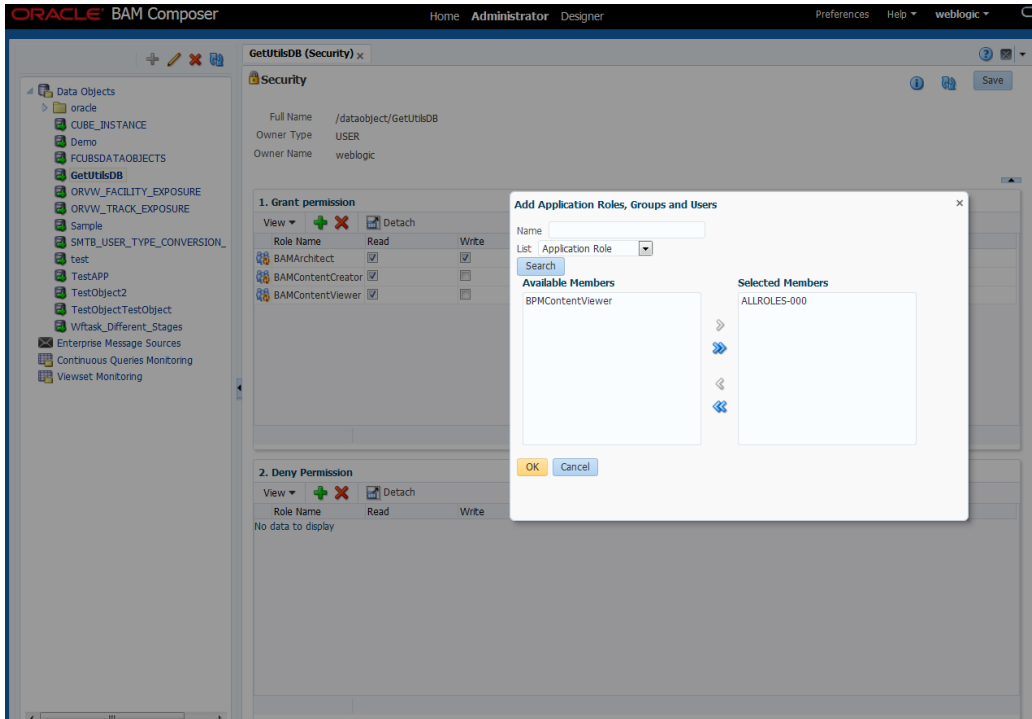 ORACLE BAM Composer
Home Administrator Designer
Preferences Help weblogic
GetUtilsDB (Security)
Security
Save
Full Name /dataobject/GetUtilsDB
Owner Type USER
Owner Name weblogic
Data Objects
oracle
CUBE_INSTANCE
Demo
FCUBSDATAOBJECTS
GetUtilsDB
ORVW_FACILITY_EXPOSURE
ORVW_TRACK_EXPOSURE
Sample
SMTB_USER_TYPE_CONVERSION_
test
TestAPP
TestObject2
TestObjectTestObject
Wftask_Different_Stages
Enterprise Message Sources
Continuous Queries Monitoring
Viewset Monitoring
1. Grant permission
View Detach
Role Name Read Write
BAMArchitect
BAMContentCreator
BAMContentViewer
2. Deny Permission
View Detach
Role Name Read Write
No data to display
Add Application Roles, Groups and Users
Name
List Application Role
Search
Available Members Selected Members
BPMContentViewer ALLROLES-000
OK Cancel